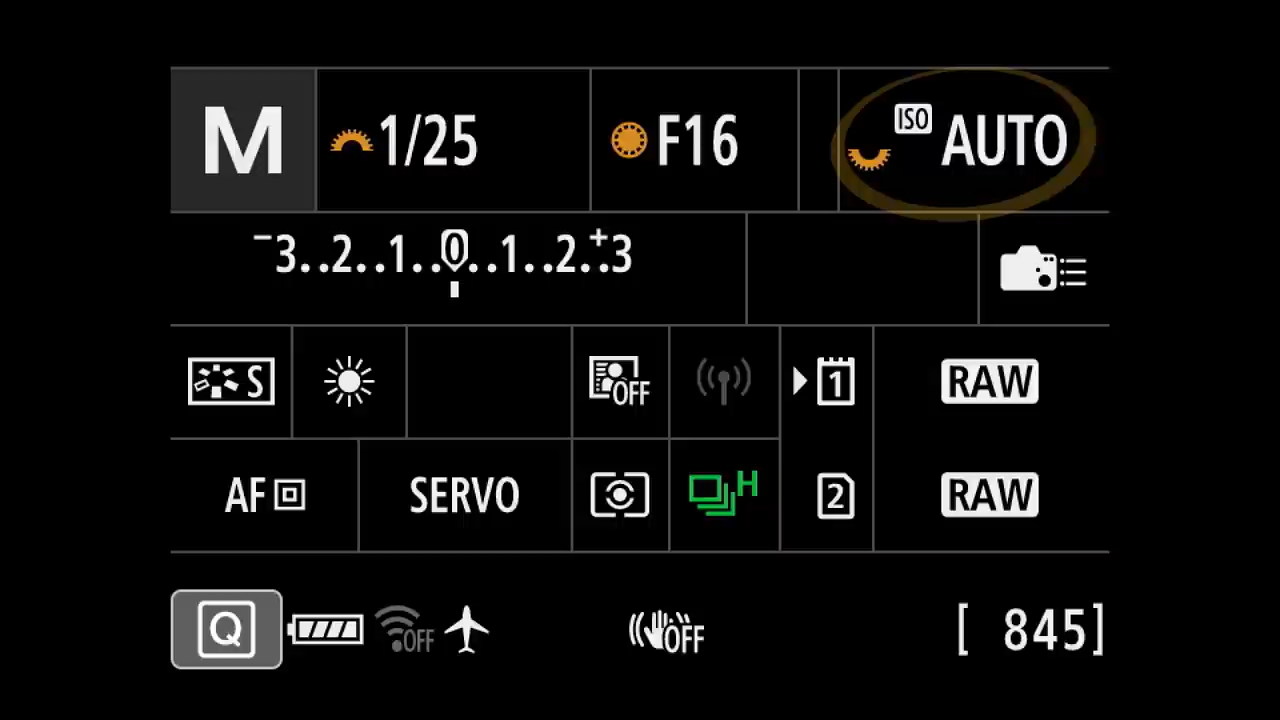 M 1/25 F16 ISO AUTO
-3..2..1..0..1..2..+3
S OFF 1 RAW
AF SERVO H 2 RAW
Q OFF OFF [ 845]